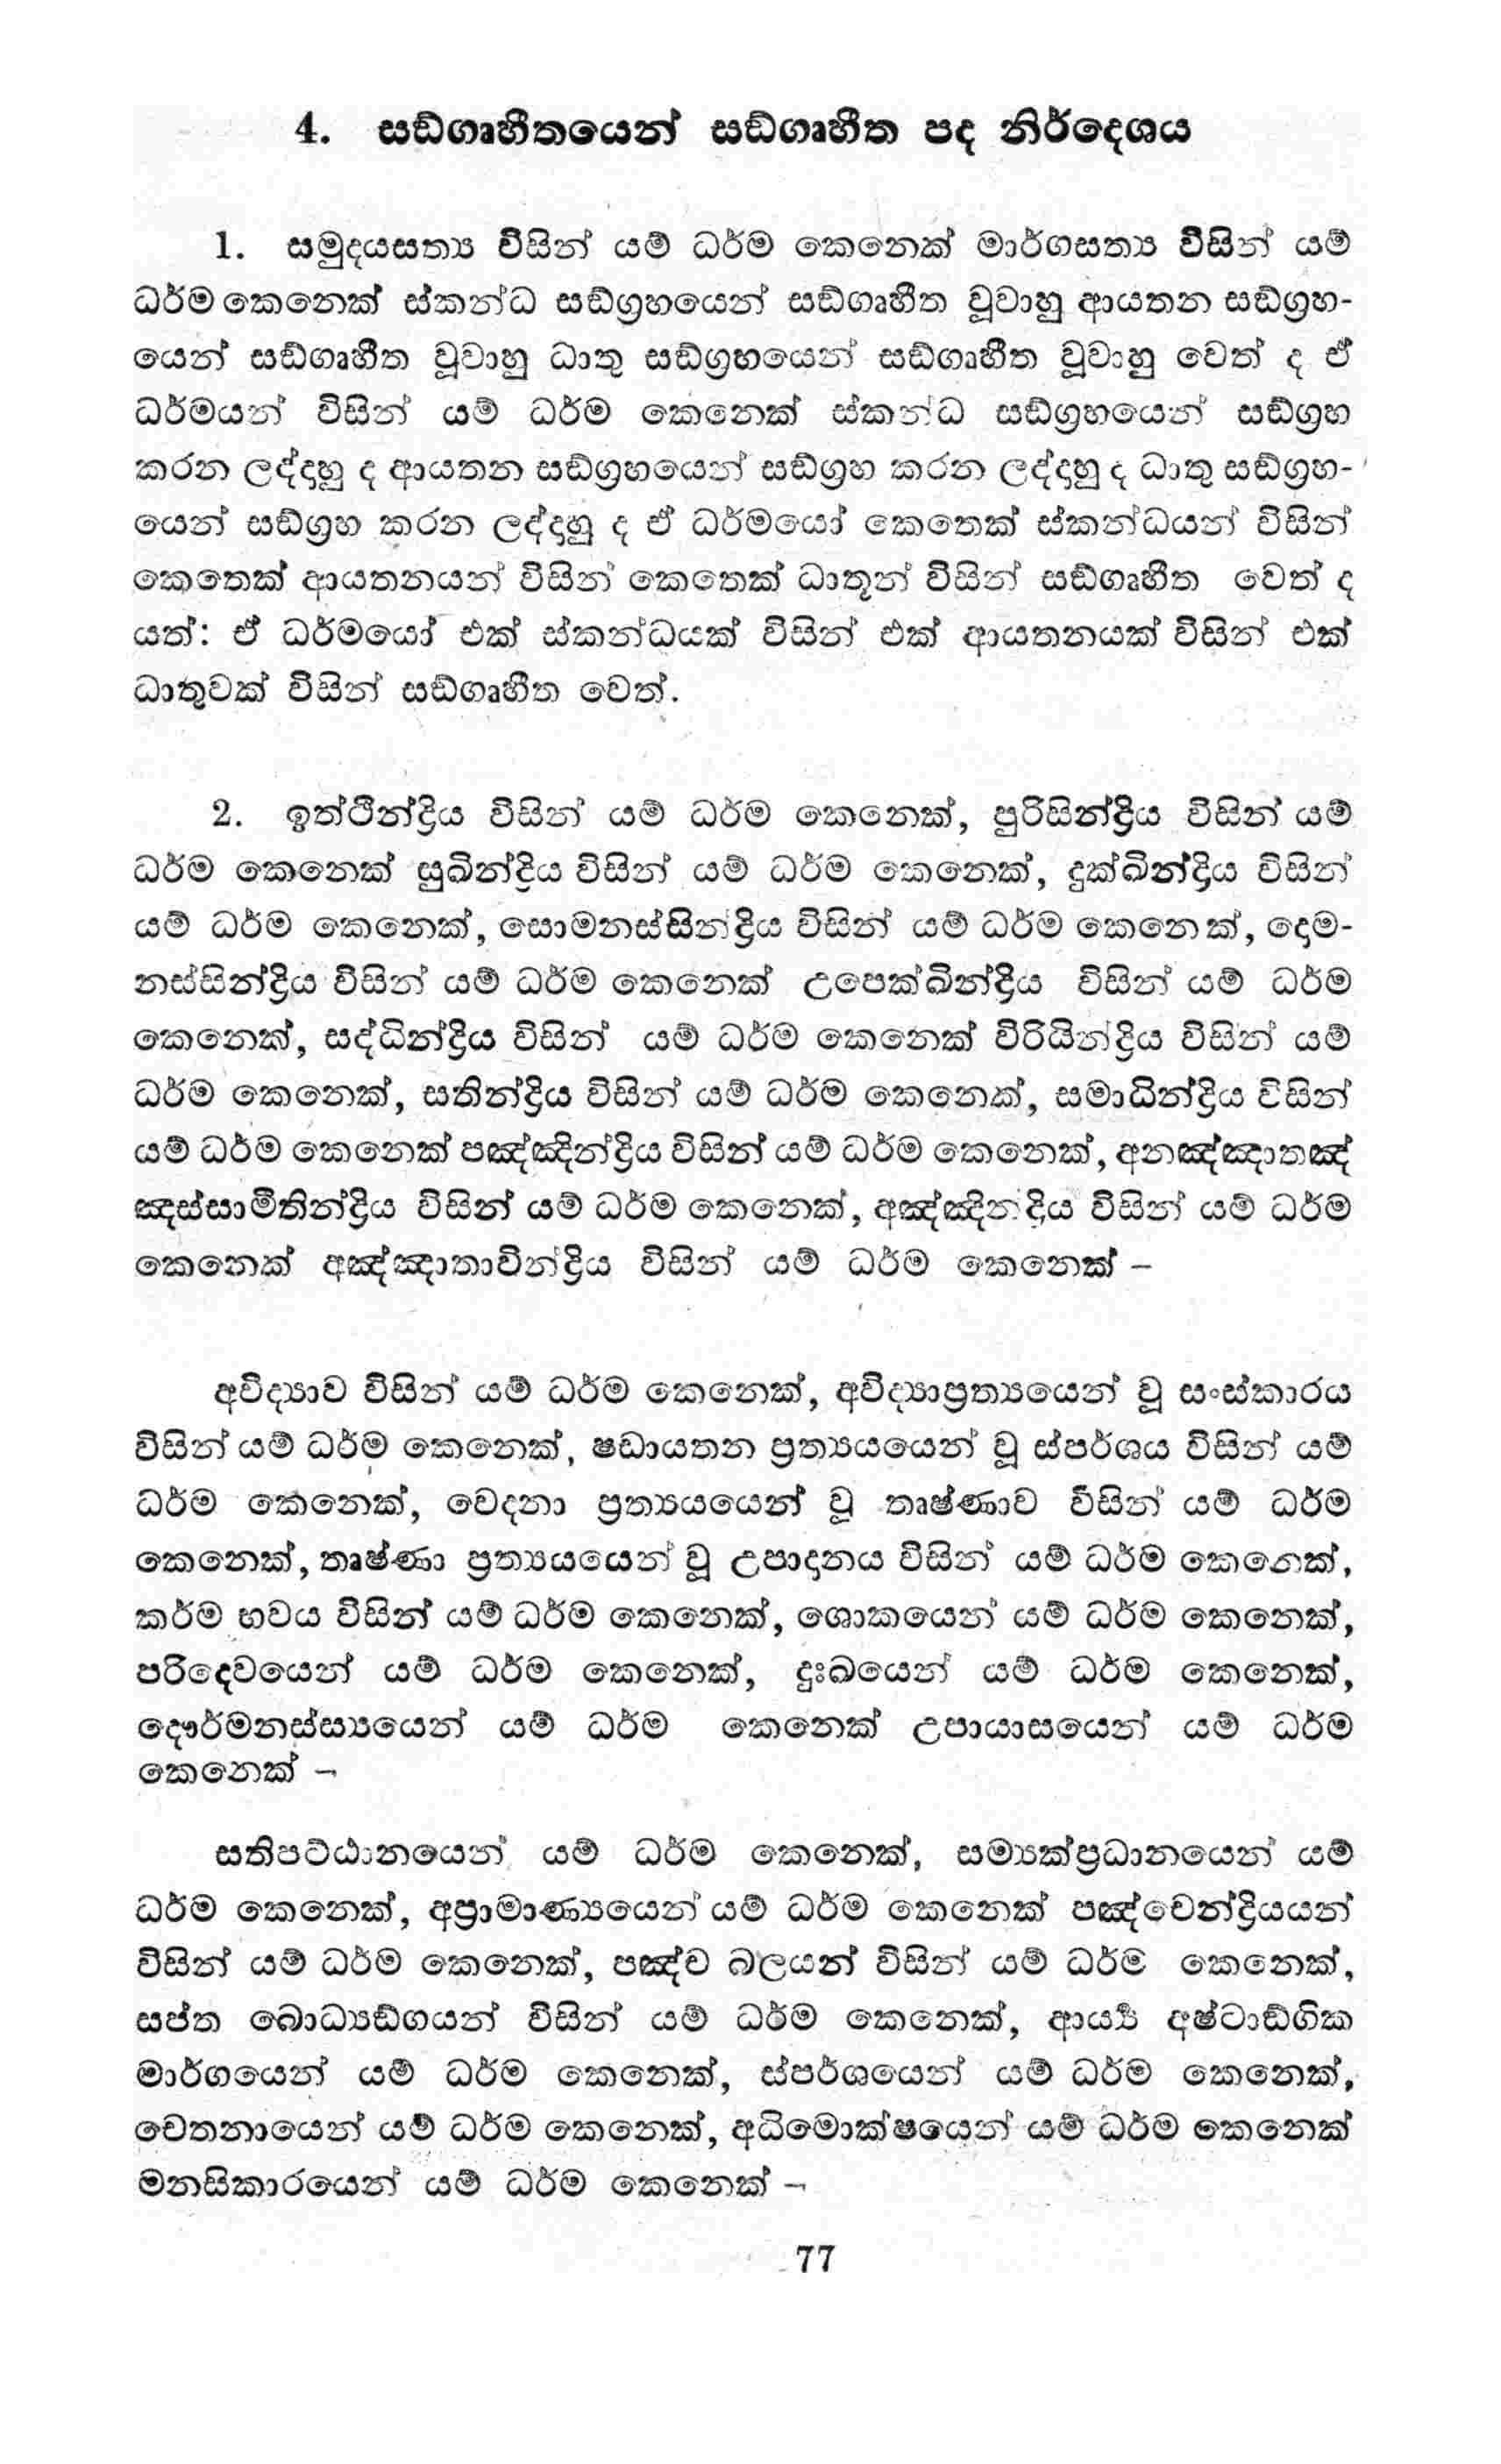 4. සඞ්ගෘහීතයෙන් සඞ්ගෘහීත පද නිර්දෙශය
1. සමුදයසත්‍ය විසින් යම් ධර්ම කෙනෙක් මාර්ගසත්‍ය විසින් යම්
ධර්ම කෙනෙක් ස්කන්ධ සඞ්ග්‍රහයෙන් සඞ්ගෘහීත වූවාහු ආයතන සඞ්ග්‍රහ-
යෙන් සඞ්ගෘහීත වූවාහු ධාතු සඞ්ග්‍රහයෙන් සඞ්ගෘහීත වූවාහු වෙත් ද ඒ
ධර්මයන් විසින් යම් ධර්ම කෙනෙක් ස්කන්ධ සඞ්ග්‍රහයෙන් සඞ්ග්‍රහ
කරන ලද්දාහු ද ආයතන සඞ්ග්‍රහයෙන් සඞ්ග්‍රහ කරන ලද්දාහු ද ධාතු සඞ්ග්‍රහ-
යෙන් සඞ්ග්‍රහ කරන ලද්දාහු ද ඒ ධර්මයෝ කෙතෙක් ස්කන්ධයන් විසින්
කෙතෙක් ආයතනයන් විසින් කෙතෙක් ධාතූන් විසින් සඞ්ගෘහීත වෙත් ද
යත්: ඒ ධර්මයෝ එක් ස්කන්ධයක් විසින් එක් ආයතනයක් විසින් එක්
ධාතුවක් විසින් සඞ්ගෘහීත වෙත්.
2. ඉත්ථින්ද්‍රිය විසින් යම් ධර්ම කෙනෙක්, පුරිසින්ද්‍රිය විසින් යම්
ධර්ම කෙනෙක් සුඛින්ද්‍රිය විසින් යම් ධර්ම කෙනෙක්, දුක්ඛින්ද්‍රිය විසින්
යම් ධර්ම කෙනෙක්, සොමනස්සින්ද්‍රිය විසින් යම් ධර්ම කෙනෙක්, දොම-
නස්සින්ද්‍රිය විසින් යම් ධර්ම කෙනෙක් උපෙක්ඛින්ද්‍රිය විසින් යම් ධර්ම
කෙනෙක්, සද්ධින්ද්‍රිය විසින් යම් ධර්ම කෙනෙක් විරියින්ද්‍රිය විසින් යම්
ධර්ම කෙනෙක්, සතින්ද්‍රිය විසින් යම් ධර්ම කෙනෙක්, සමාධින්ද්‍රිය විසින්
යම් ධර්ම කෙනෙක් පඤ්ඤින්ද්‍රිය විසින් යම් ධර්ම කෙනෙක්, අනඤ්ඤාතඤ්
ඤස්සාමීතින්ද්‍රිය විසින් යම් ධර්ම කෙනෙක්, අඤ්ඤින්ද්‍රිය විසින් යම් ධර්ම
කෙනෙක් අඤ්ඤාතාවින්ද්‍රිය විසින් යම් ධර්ම කෙනෙක් –
අවිද්‍යාව විසින් යම් ධර්ම කෙනෙක්, අවිද්‍යාප්‍රත්‍යයෙන් වූ සංස්කාරය
විසින් යම් ධර්ම කෙනෙක්, ෂඩායතන ප්‍රත්‍යයයෙන් වූ ස්පර්ශය විසින් යම්
ධර්ම කෙනෙක්, වෙදනා ප්‍රත්‍යයයෙන් වූ තෘෂ්ණාව විසින් යම් ධර්ම
කෙනෙක්, තෘෂ්ණා ප්‍රත්‍යයයෙන් වූ උපාදානය විසින් යම් ධර්ම කෙනෙක්,
කර්ම භවය විසින් යම් ධර්ම කෙනෙක්, ශොකයෙන් යම් ධර්ම කෙනෙක්,
පරිදෙවයෙන් යම් ධර්ම කෙනෙක්, දුඃඛයෙන් යම් ධර්ම කෙනෙක්,
දෞර්මනස්ස්‍යයෙන් යම් ධර්ම කෙනෙක් උපායාසයෙන් යම් ධර්ම
කෙනෙක් –
සතිපට්ඨානයෙන් යම් ධර්ම කෙනෙක්, සම්‍යක්ප්‍රධානයෙන් යම්
ධර්ම කෙනෙක්, අප්‍රාමාණ්‍යයෙන් යම් ධර්ම කෙනෙක් පඤ්චෙන්ද්‍රියයන්
විසින් යම් ධර්ම කෙනෙක්, පඤ්ච බලයන් විසින් යම් ධර්ම කෙනෙක්,
සප්ත බොධ්‍යඞ්ගයන් විසින් යම් ධර්ම කෙනෙක්, ආර්‍ය්‍ය අෂ්ටාඞ්ගික
මාර්ගයෙන් යම් ධර්ම කෙනෙක්, ස්පර්ශයෙන් යම් ධර්ම කෙනෙක්,
චෙතනායෙන් යම් ධර්ම කෙනෙක්, අධිමොක්ෂයෙන් යම් ධර්ම කෙනෙක්
මනසිකාරයෙන් යම් ධර්ම කෙනෙක් –
77